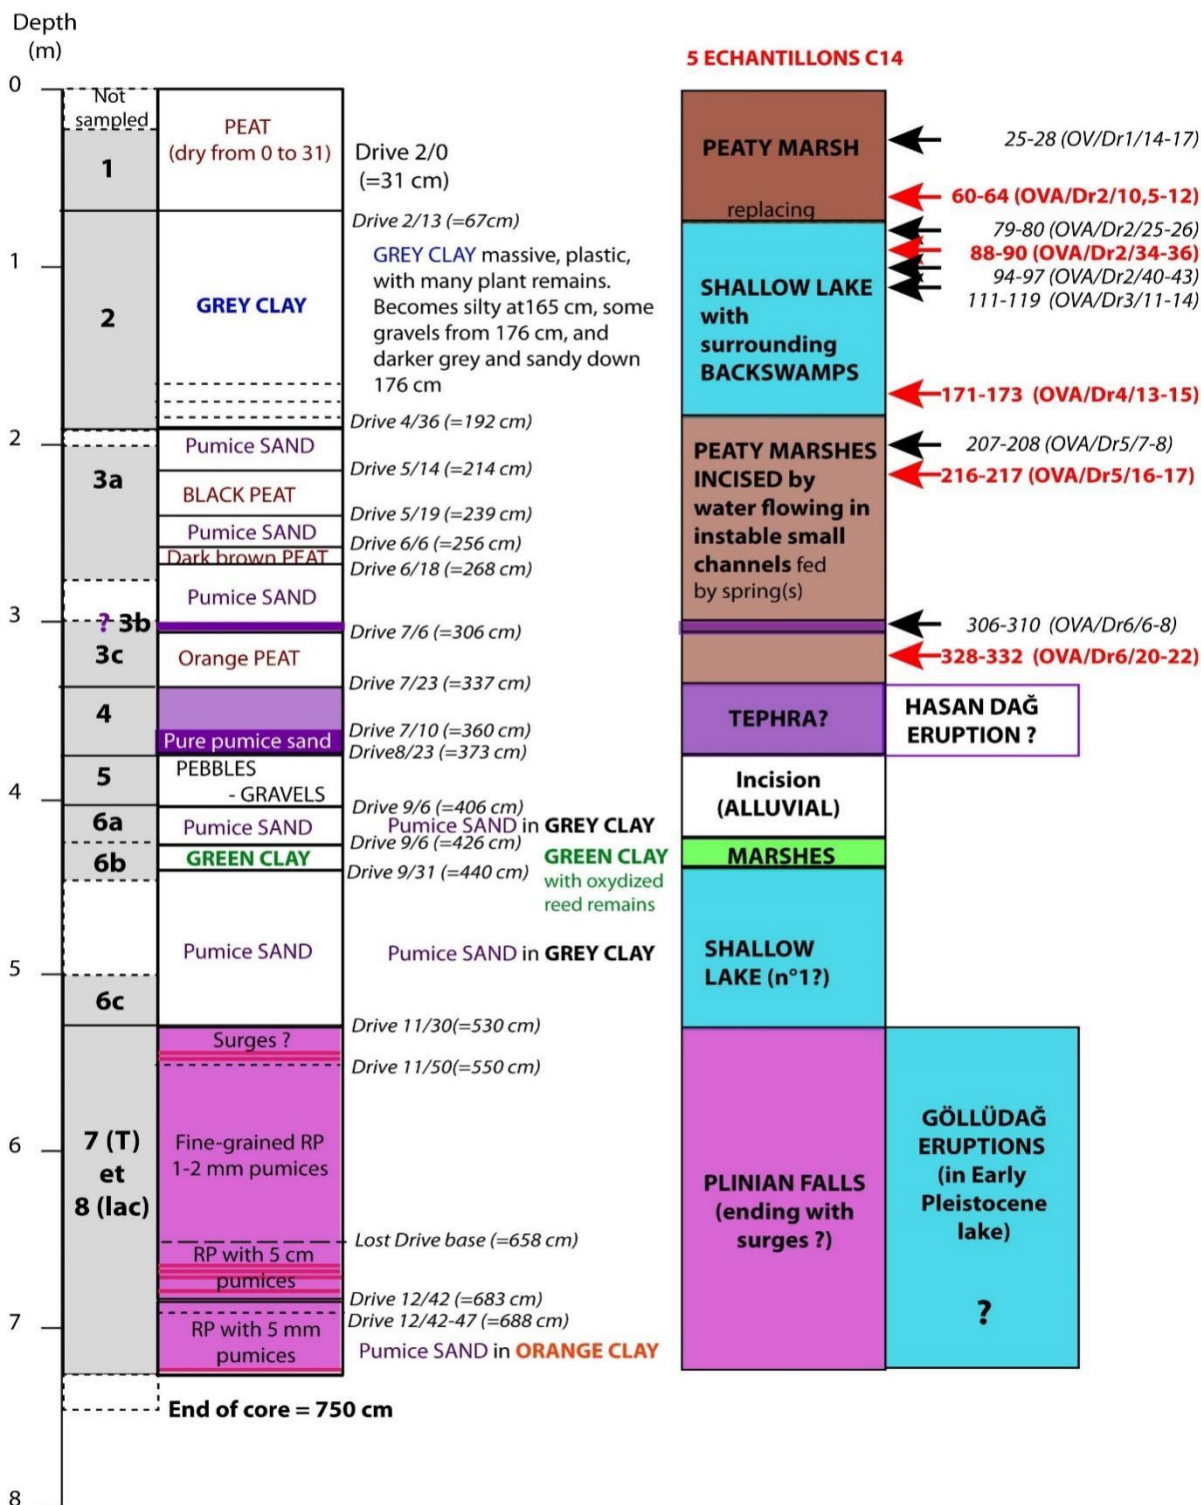 Depth
(m)
0
1
2
3
4
5
6
7
8
Not
sampled
1
2
3a
? 3b
3c
4
5
6a
6b
6c
7 (T)
et
8 (lac)
PEAT
(dry from 0 to 31)
GREY CLAY
Pumice SAND
BLACK PEAT
Pumice SAND
Dark brown PEAT
Pumice SAND
Orange PEAT
Pure pumice sand
PEBBLES
- GRAVELS
Pumice SAND
GREEN CLAY
Pumice SAND
Surges ?
Fine-grained RP
1-2 mm pumices
RP with 5 cm
pumices
RP with 5 mm
pumices
End of core = 750 cm
Drive 2/0
(=31 cm)
Drive 2/13 (=67cm)
GREY CLAY massive, plastic,
with many plant remains.
Becomes silty at165 cm, some
gravels from 176 cm, and
darker grey and sandy down
176 cm
Drive 4/36 (=192 cm)
Drive 5/14 (=214 cm)
Drive 5/19 (=239 cm)
Drive 6/6 (=256 cm)
Drive 6/18 (=268 cm)
Drive 7/6 (=306 cm)
Drive 7/23 (=337 cm)
Drive 7/10 (=360 cm)
Drive8/23 (=373 cm)
Drive 9/6 (=406 cm)
Pumice SAND in GREY CLAY
Drive 9/6 (=426 cm)
GREEN CLAY
with oxydized
reed remains
Drive 9/31 (=440 cm)
Pumice SAND in GREY CLAY
Drive 11/30(=530 cm)
Drive 11/50(=550 cm)
Lost Drive base (=658 cm)
Drive 12/42 (=683 cm)
Drive 12/42-47 (=688 cm)
Pumice SAND in ORANGE CLAY
5 ECHANTILLONS C14
PEATY MARSH
replacing
SHALLOW LAKE
with
surrounding
BACKSWAMPS
PEATY MARSHES
INCISED by
water flowing in
instable small
channels fed
by spring(s)
TEPHRA?
HASAN DAĞ
ERUPTION ?
Incision
(ALLUVIAL)
MARSHES
SHALLOW
LAKE (n°1?)
PLINIAN FALLS
(ending with
surges ?)
GÖLLÜDAĞ
ERUPTIONS
(in Early
Pleistocene
lake)
?
25-28 (OV/Dr1/14-17)
60-64 (OVA/Dr2/10,5-12)
79-80 (OVA/Dr2/25-26)
88-90 (OVA/Dr2/34-36)
94-97 (OVA/Dr2/40-43)
111-119 (OVA/Dr3/11-14)
171-173 (OVA/Dr4/13-15)
207-208 (OVA/Dr5/7-8)
216-217 (OVA/Dr5/16-17)
306-310 (OVA/Dr6/6-8)
328-332 (OVA/Dr6/20-22)